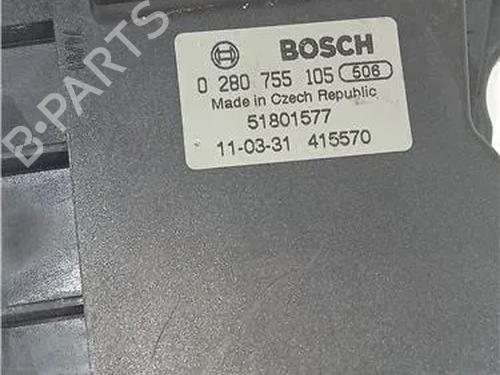 BOSCH
0 280 755 105 506
Made in Czech Republic
51801577
11-03-31 415570
B-PARTS